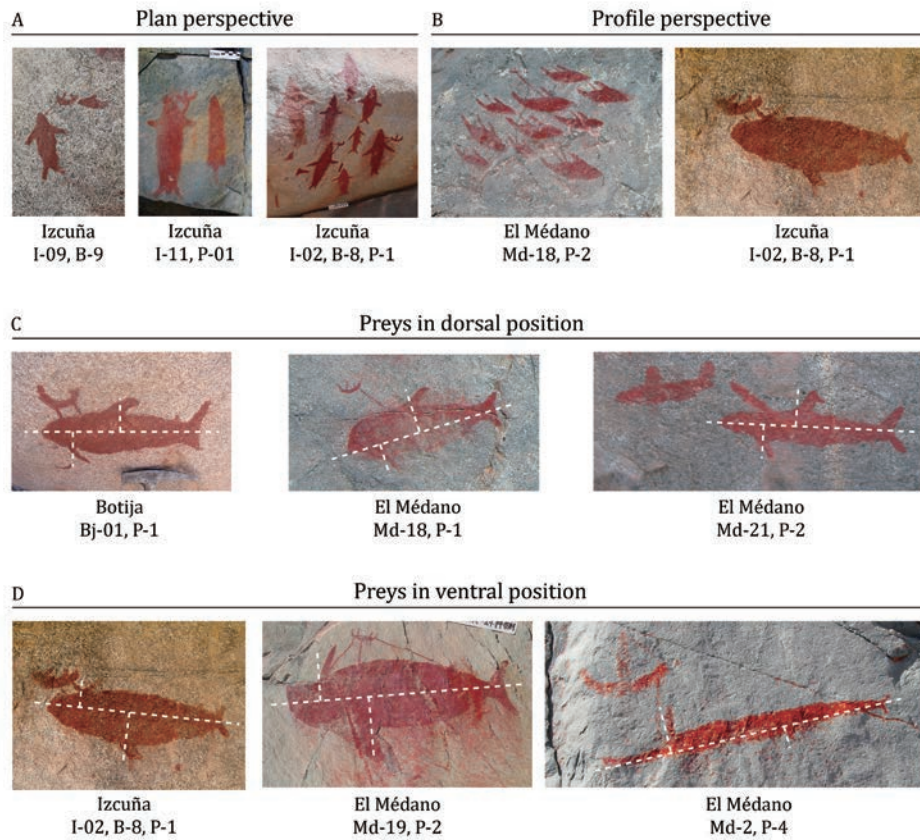 A Plan perspective
B Profile perspective
Izcuña
I-09, B-9
Izcuña
I-11, P-01
Izcuña
I-02, B-8, P-1
El Médano
Md-18, P-2
Izcuña
I-02, B-8, P-1
C Preys in dorsal position
Botija
Bj-01, P-1
El Médano
Md-18, P-1
El Médano
Md-21, P-2
D Preys in ventral position
Izcuña
I-02, B-8, P-1
El Médano
Md-19, P-2
El Médano
Md-2, P-4